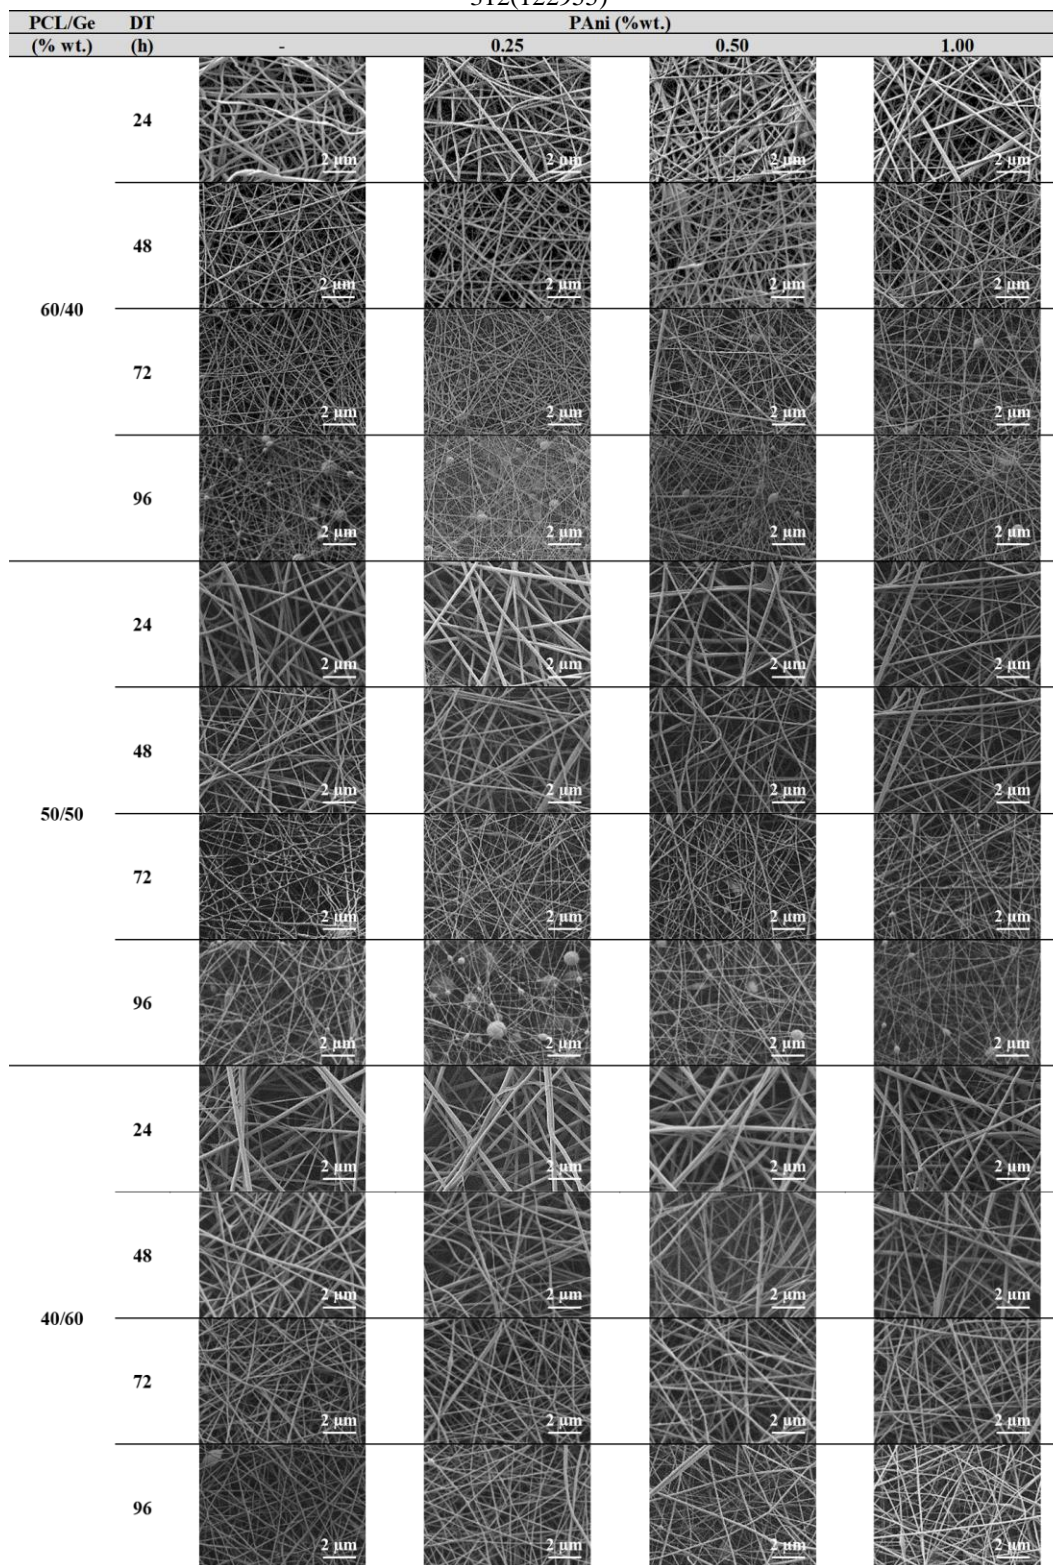 312(122935)
PCL/Ge DT PAni (%wt.)
(% wt.) (h) - 0.25 0.50 1.00
24 2 µm 2 µm 2 µm 2 µm
48 2 µm 2 µm 2 µm 2 µm
60/40
72 2 µm 2 µm 2 µm 2 µm
96 2 µm 2 µm 2 µm 2 µm
24 2 µm 2 µm 2 µm 2 µm
48 2 µm 2 µm 2 µm 2 µm
50/50
72 2 µm 2 µm 2 µm 2 µm
96 2 µm 2 µm 2 µm 2 µm
24 2 µm 2 µm 2 µm 2 µm
48 2 µm 2 µm 2 µm 2 µm
40/60
72 2 µm 2 µm 2 µm 2 µm
96 2 µm 2 µm 2 µm 2 µm